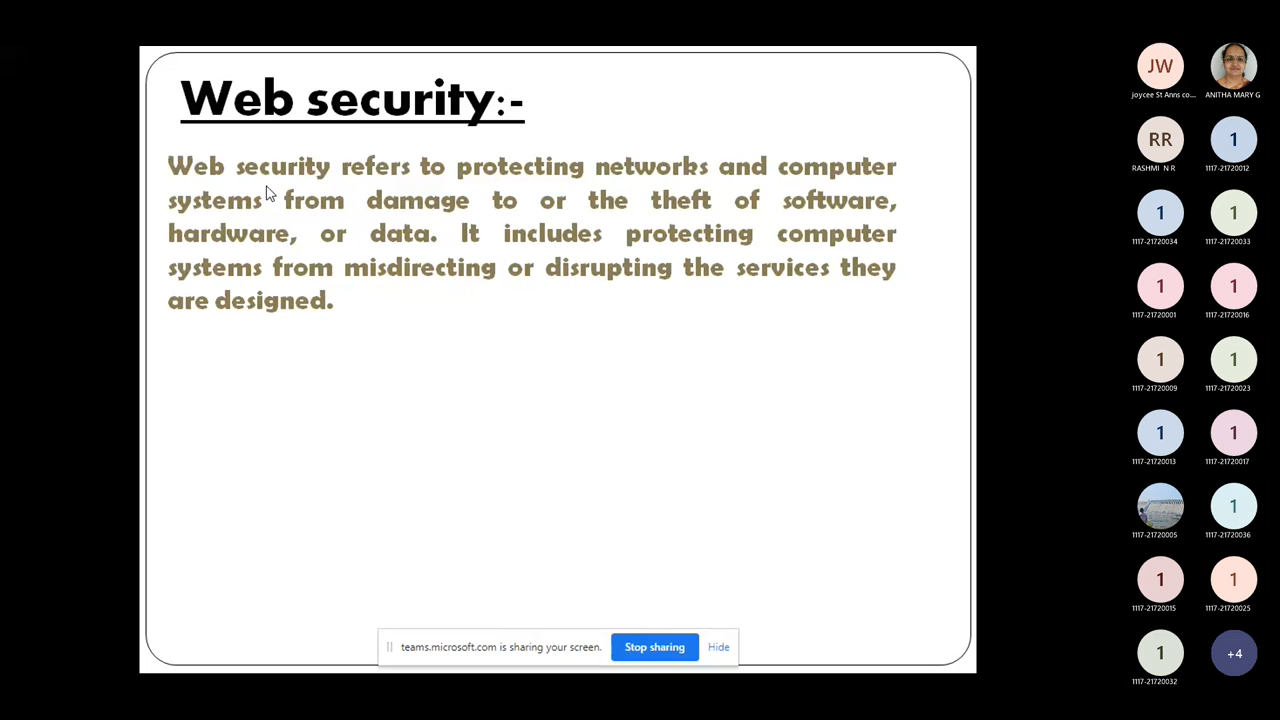 Web security:-
Web security refers to protecting networks and computer
systems from damage to or the theft of software,
hardware, or data. It includes protecting computer
systems from misdirecting or disrupting the services they
are designed.
teams.microsoft.com is sharing your screen. Stop sharing Hide
JW
joycee St Anns co... ANITHA MARY G
RR 1
RASHMI N R 1117-21720012
1 1
1117-21720034 1117-21720033
1 1
1117-21720001 1117-21720016
1 1
1117-21720009 1117-21720023
1 1
1117-21720013 1117-21720017
1
1117-21720005 1117-21720036
1 1
1117-21720015 1117-21720025
1 +4
1117-21720032